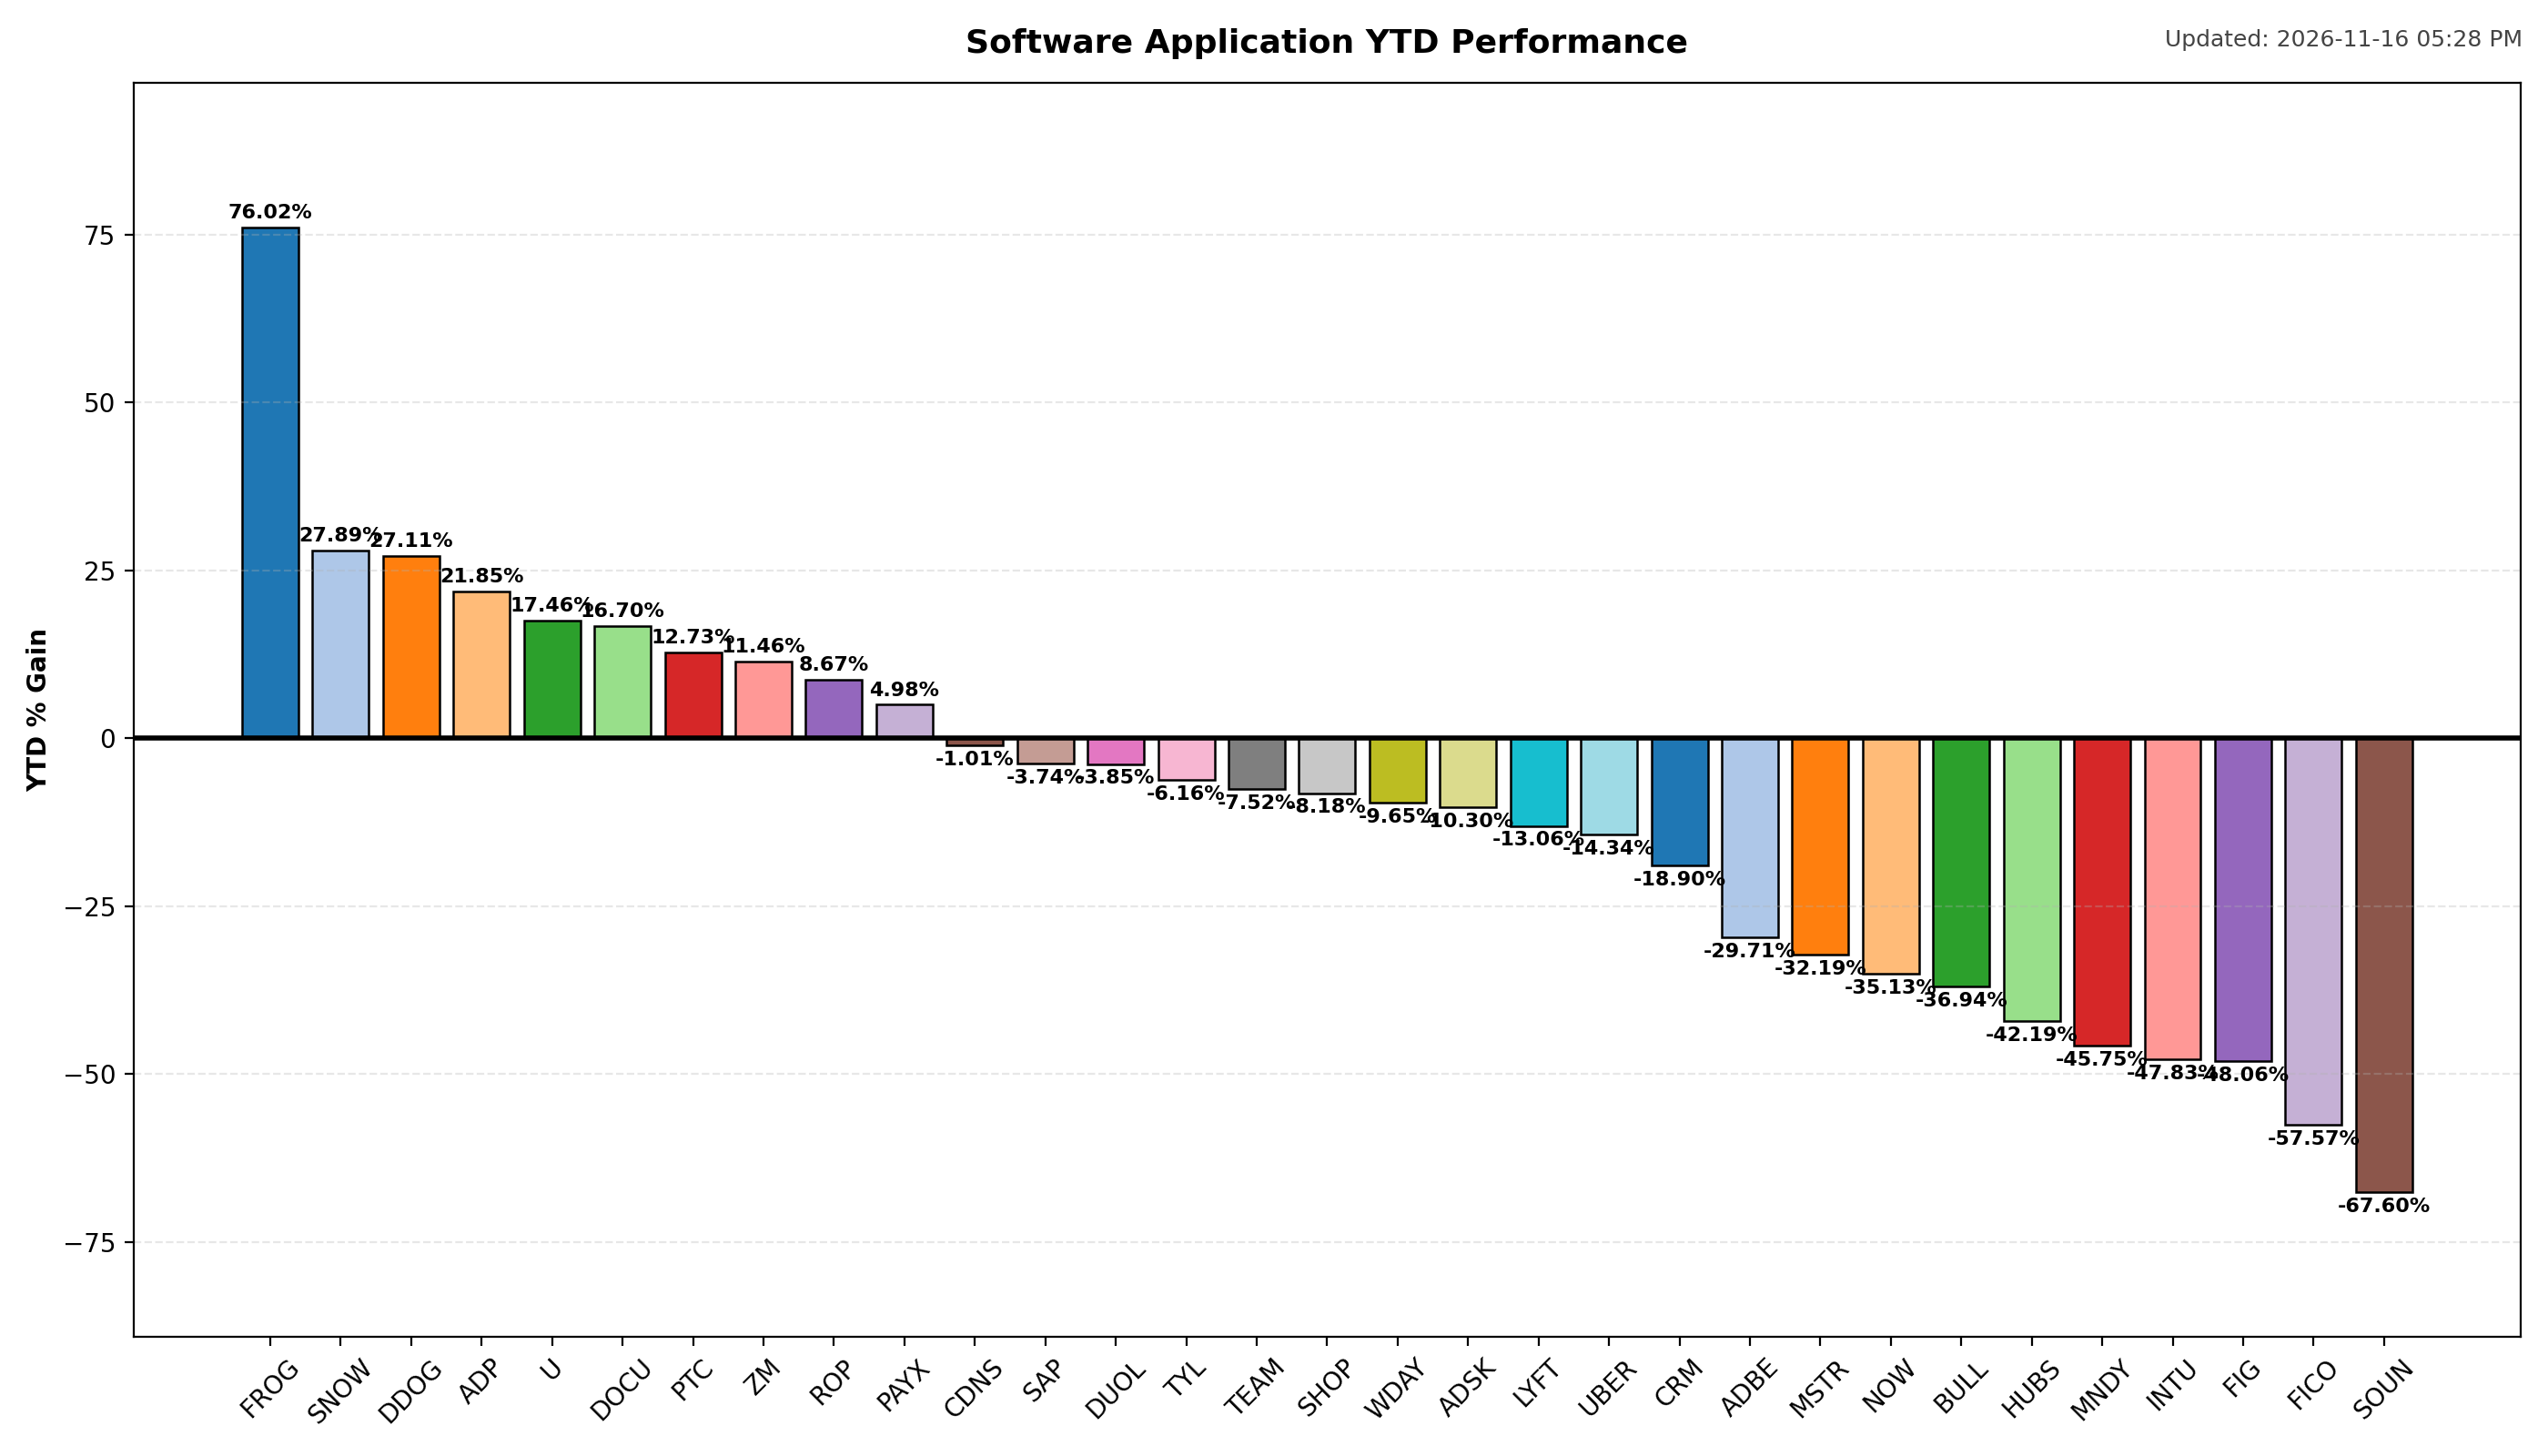 Software Application YTD Performance
Updated: 2026-11-16 05:28 PM
YTD % Gain
75
50
25
0
−25
−50
−75
76.02%
27.89%
27.11%
21.85%
17.46%
16.70%
12.73%
11.46%
8.67%
4.98%
-1.01%
-3.74%
-3.85%
-6.16%
-7.52%
-8.18%
-9.65%
-10.30%
-13.06%
-14.34%
-18.90%
-29.71%
-32.19%
-35.13%
-36.94%
-42.19%
-45.75%
-47.83%
-48.06%
-57.57%
-67.60%
FROG
SNOW
DDOG
ADP
U
DOCU
PTC
ZM
ROP
PAYX
CDNS
SAP
DUOL
TYL
TEAM
SHOP
WDAY
ADSK
LYFT
UBER
CRM
ADBE
MSTR
NOW
BULL
HUBS
MNDY
INTU
FIG
FICO
SOUN